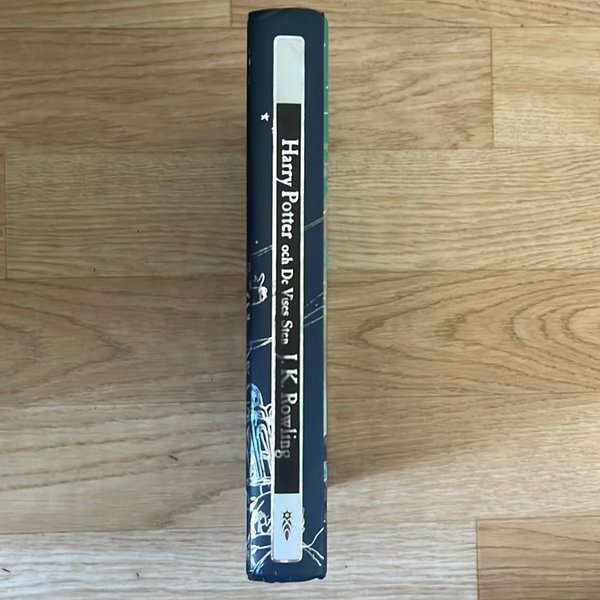 Harry Potter och De Vises Sten J. K. Rowling